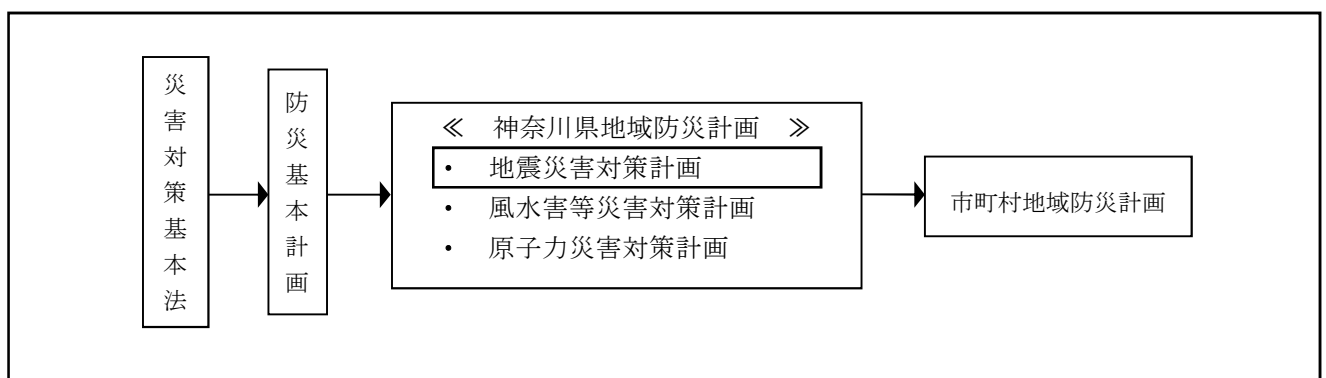 災害対策基本法
防災基本計画
≪ 神奈川県地域防災計画 ≫
・ 地震災害対策計画
・ 風水害等災害対策計画
・ 原子力災害対策計画
市町村地域防災計画